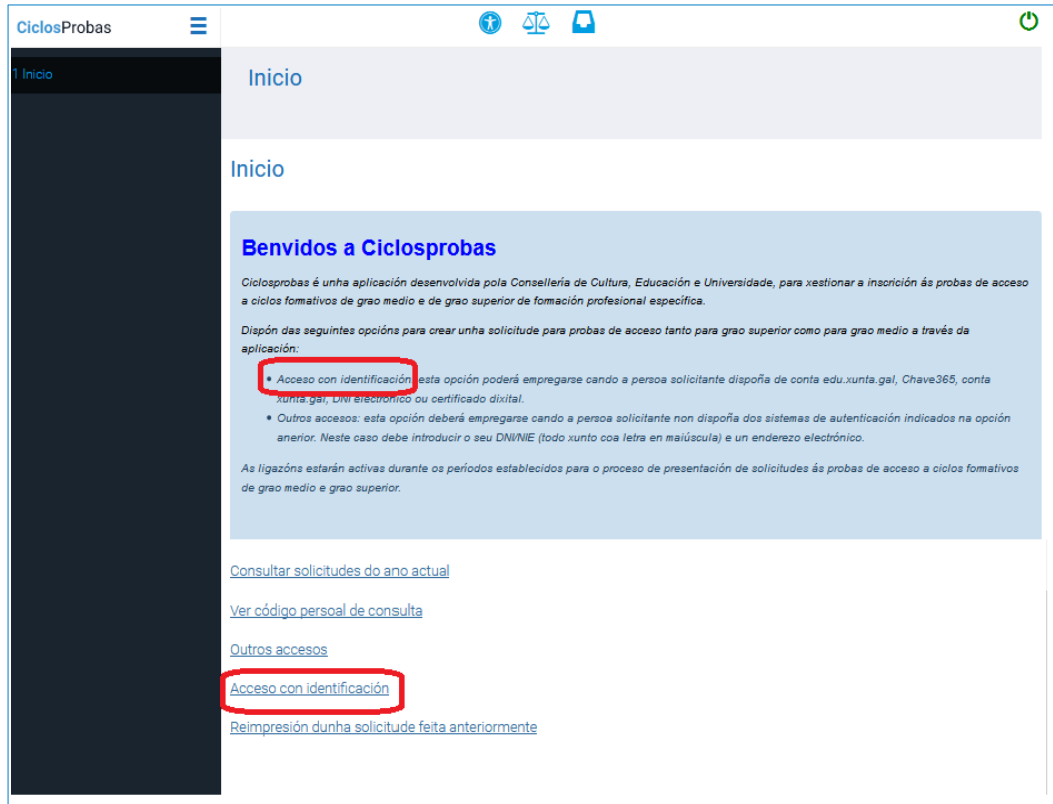 CiclosProbas
1 Inicio
Inicio
Inicio
Benvidos a Ciclosprobas
Ciclosprobas é unha aplicación desenvolvida pola Consellería de Cultura, Educación e Universidade, para xestionar a inscrición ás probas de acceso
a ciclos formativos de grao medio e de grao superior de formación profesional específica.
Dispón das seguintes opcións para crear unha solicitude para probas de acceso tanto para grao superior como para grao medio a través da
aplicación:
• Acceso con identificación: esta opción poderá empregarse cando a persoa solicitante dispoña de conta edu.xunta.gal, Chave365, conta
xunta.gal, DNI electrónico ou certificado dixital.
• Outros accesos: esta opción deberá empregarse cando a persoa solicitante non dispoña dos sistemas de autenticación indicados na opción
anerior. Neste caso debe introducir o seu DNI/NIE (todo xunto coa letra en maiúscula) e un enderezo electrónico.
As ligazóns estarán activas durante os períodos establecidos para o proceso de presentación de solicitudes ás probas de acceso a ciclos formativos
de grao medio e grao superior.
Consultar solicitudes do ano actual
Ver código persoal de consulta
Outros accesos
Acceso con identificación
Reimpresión dunha solicitude feita anteriormente